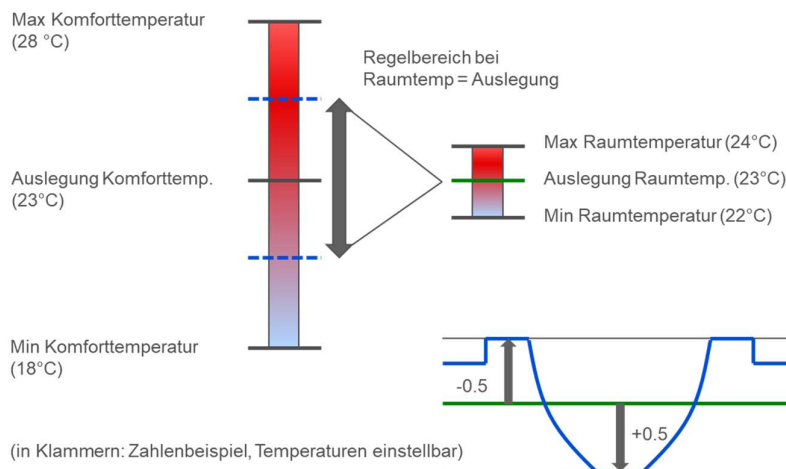 Max Komforttemperatur
(28 °C)
Regelbereich bei
Raumtemp = Auslegung
Max Raumtemperatur (24°C)
Auslegung Komforttemp.
(23°C)
Auslegung Raumtemp. (23°C)
Min Raumtemperatur (22°C)
Min Komforttemperatur
(18°C)
-0.5
+0.5
(in Klammern: Zahlenbeispiel, Temperaturen einstellbar)